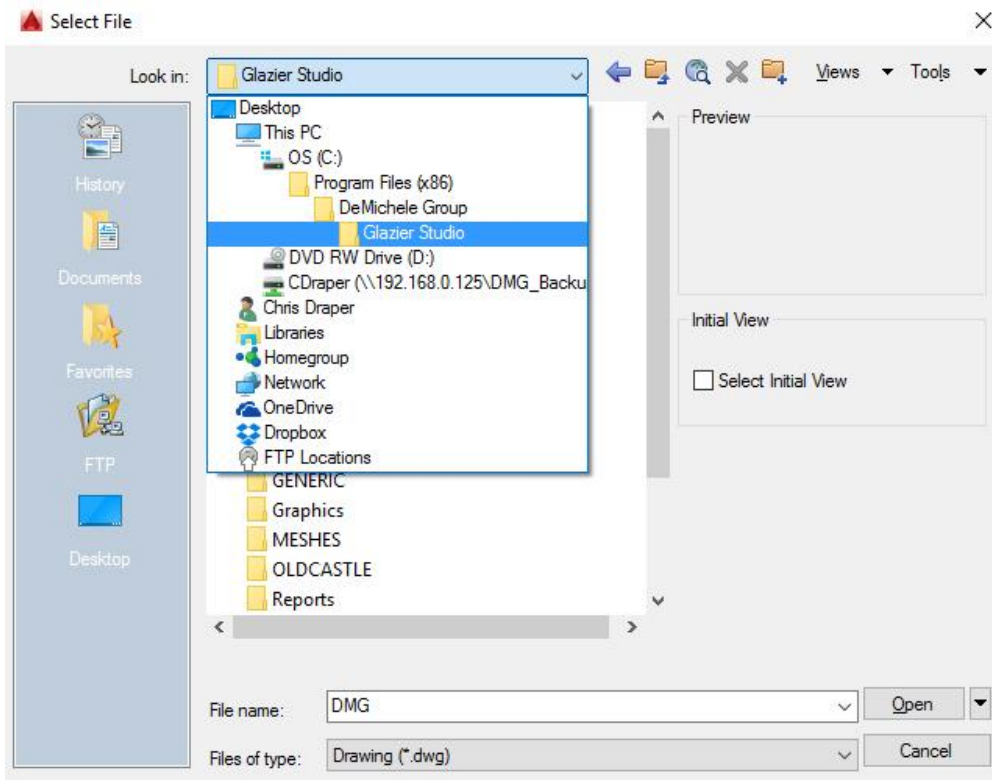 Select File
Look in: Glazier Studio Views Tools
Desktop
This PC
OS (C:)
Program Files (x86)
DeMichele Group
Glazier Studio
DVD RW Drive (D:)
CDraper (\\192.168.0.125\DMG_Backu
Chris Draper
Libraries
Homegroup
Network
OneDrive
Dropbox
FTP Locations
GENERIC
Graphics
MESHES
OLDCASTLE
Reports
History
Documents
Favorites
FTP
Desktop
Preview
Initial View
Select Initial View
File name: DMG Open
Files of type: Drawing (*.dwg) Cancel